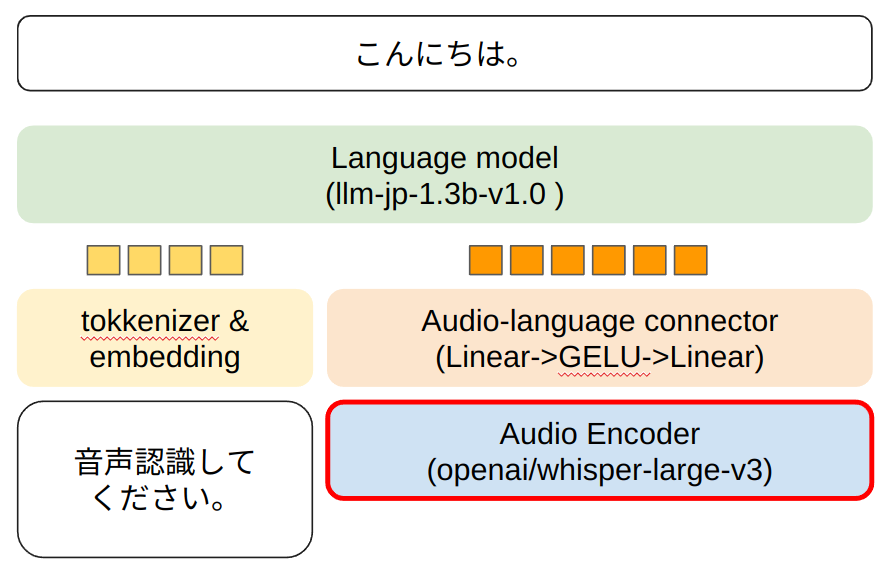 こんにちは。
Language model
(llm-jp-1.3b-v1.0 )
tokkenizer &
embedding
Audio-language connector
(Linear->GELU->Linear)
音声認識して
ください。
Audio Encoder
(openai/whisper-large-v3)